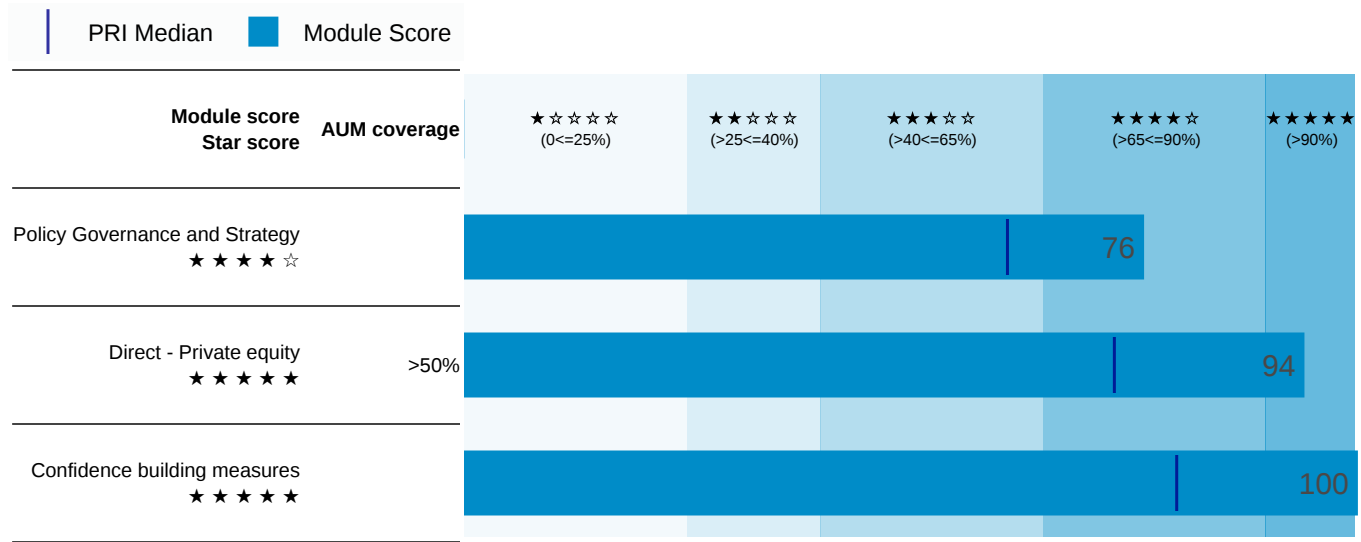 PRI Median Module Score
Module score
Star score
AUM coverage
★☆☆☆☆
(0<=25%)
★★☆☆☆
(>25<=40%)
★★★☆☆
(>40<=65%)
★★★★☆
(>65<=90%)
★★★★★
(>90%)
Policy Governance and Strategy
★★★★☆
76
Direct - Private equity
★★★★★
>50%
94
Confidence building measures
★★★★★
100